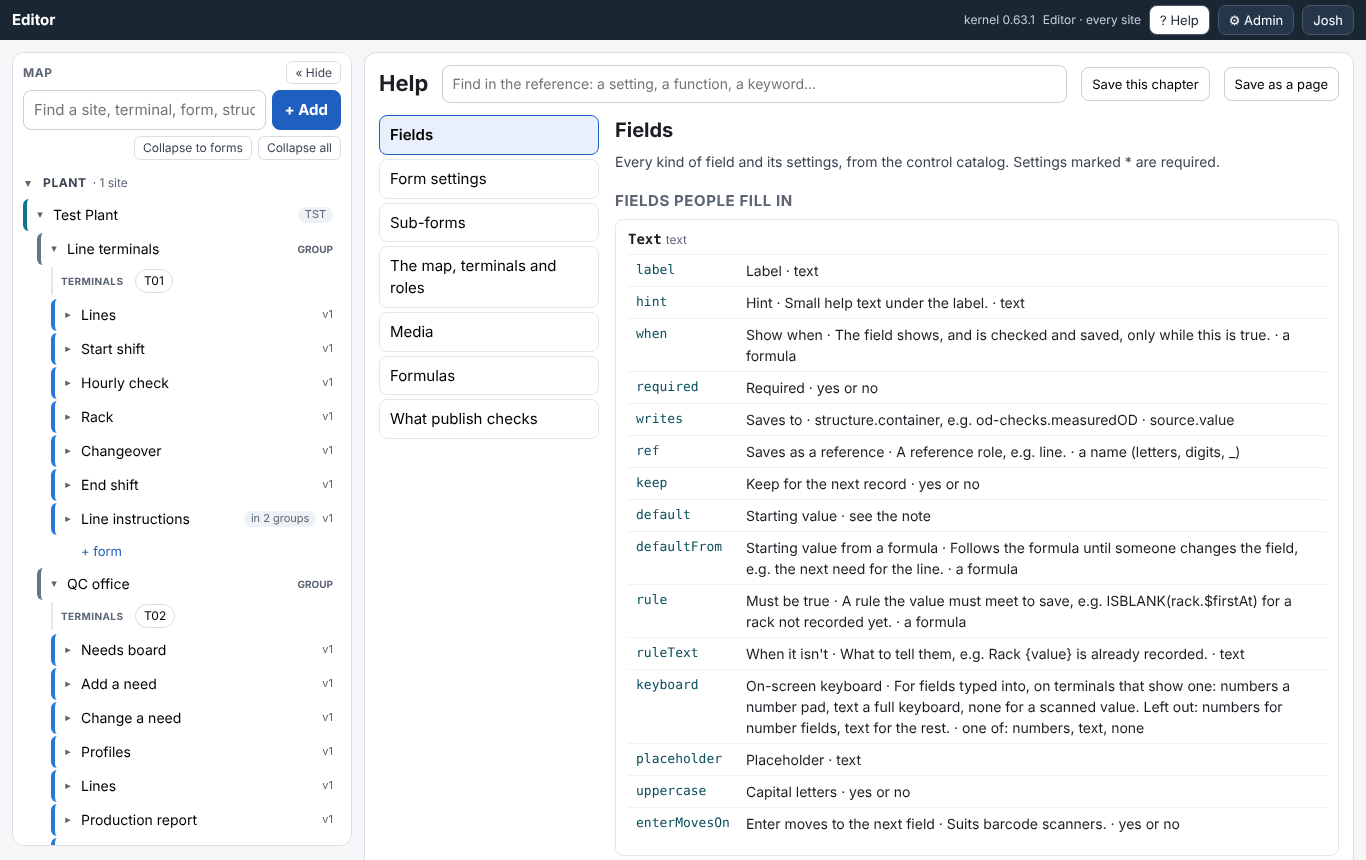 Editor
kernel 0.63.1 Editor · every site
? Help
⚙ Admin
Josh
MAP
« Hide
Find a site, terminal, form, struc
+ Add
Collapse to forms
Collapse all
▾ PLANT · 1 site
▾ Test Plant TST
▾ Line terminals GROUP
TERMINALS T01
▸ Lines v1
▸ Start shift v1
▸ Hourly check v1
▸ Rack v1
▸ Changeover v1
▸ End shift v1
▸ Line instructions in 2 groups v1
+ form
▾ QC office GROUP
TERMINALS T02
▸ Needs board v1
▸ Add a need v1
▸ Change a need v1
▸ Profiles v1
▸ Lines v1
▸ Production report v1
Help
Find in the reference: a setting, a function, a keyword...
Save this chapter
Save as a page
Fields
Form settings
Sub-forms
The map, terminals and
roles
Media
Formulas
What publish checks
Fields
Every kind of field and its settings, from the control catalog. Settings marked * are required.
FIELDS PEOPLE FILL IN
Text text
label Label · text
hint Hint · Small help text under the label. · text
when Show when · The field shows, and is checked and saved, only while this is true. · a
formula
required Required · yes or no
writes Saves to · structure.container, e.g. od-checks.measuredOD · source.value
ref Saves as a reference · A reference role, e.g. line. · a name (letters, digits, _)
keep Keep for the next record · yes or no
default Starting value · see the note
defaultFrom Starting value from a formula · Follows the formula until someone changes the field,
e.g. the next need for the line. · a formula
rule Must be true · A rule the value must meet to save, e.g. ISBLANK(rack.$firstAt) for a
rack not recorded yet. · a formula
ruleText When it isn't · What to tell them, e.g. Rack {value} is already recorded. · text
keyboard On-screen keyboard · For fields typed into, on terminals that show one: numbers a
number pad, text a full keyboard, none for a scanned value. Left out: numbers for
number fields, text for the rest. · one of: numbers, text, none
placeholder Placeholder · text
uppercase Capital letters · yes or no
enterMovesOn Enter moves to the next field · Suits barcode scanners. · yes or no